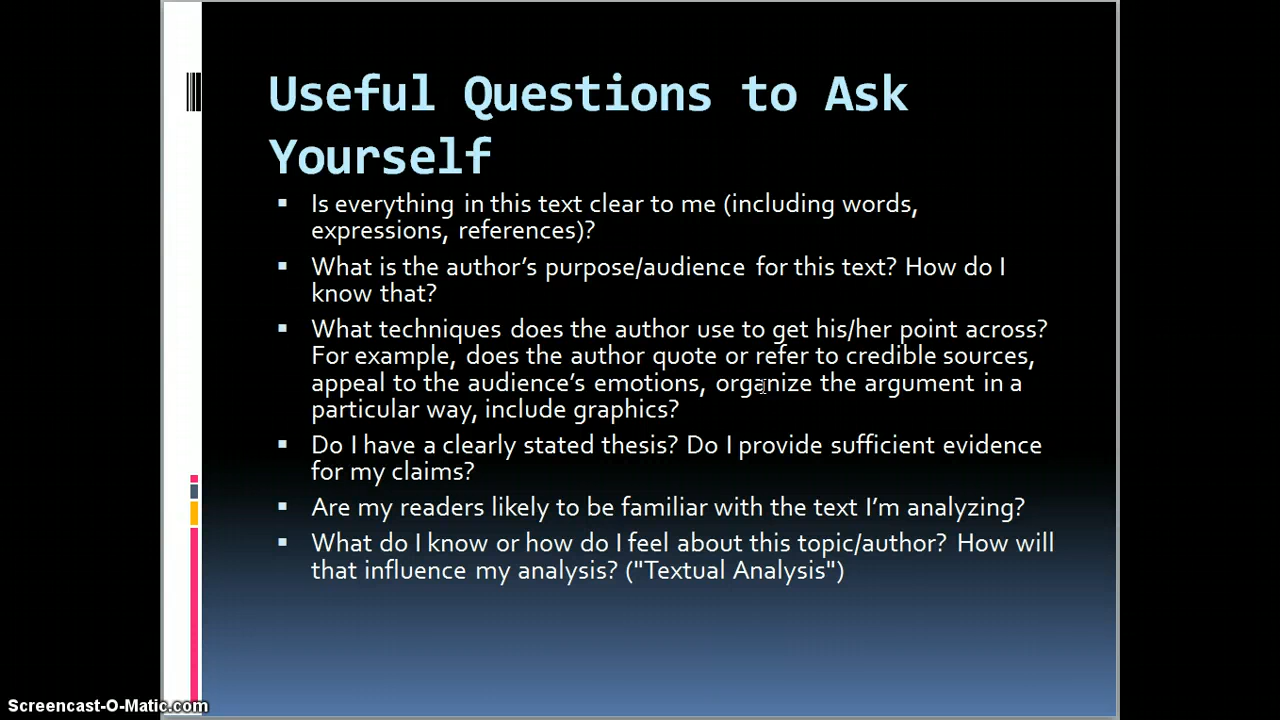 Useful Questions to Ask
Yourself
▪ Is everything in this text clear to me (including words,
expressions, references)?
▪ What is the author’s purpose/audience for this text? How do I
know that?
▪ What techniques does the author use to get his/her point across?
For example, does the author quote or refer to credible sources,
appeal to the audience’s emotions, organize the argument in a
particular way, include graphics?
▪ Do I have a clearly stated thesis? Do I provide sufficient evidence
for my claims?
▪ Are my readers likely to be familiar with the text I’m analyzing?
▪ What do I know or how do I feel about this topic/author? How will
that influence my analysis? ("Textual Analysis")
Screencast-O-Matic.com